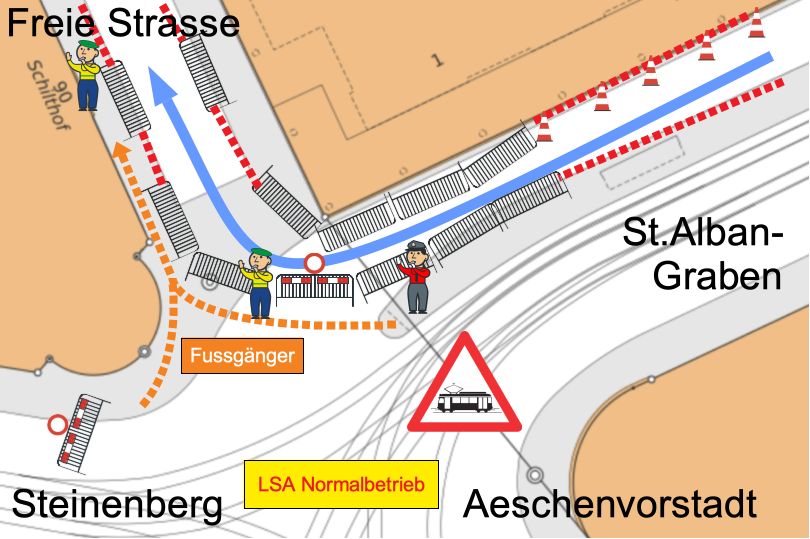 Freie Strasse
90
Schilthof
1
St.Alban-
Graben
Fussgänger
LSA Normalbetrieb
Steinenberg
Aeschenvorstadt